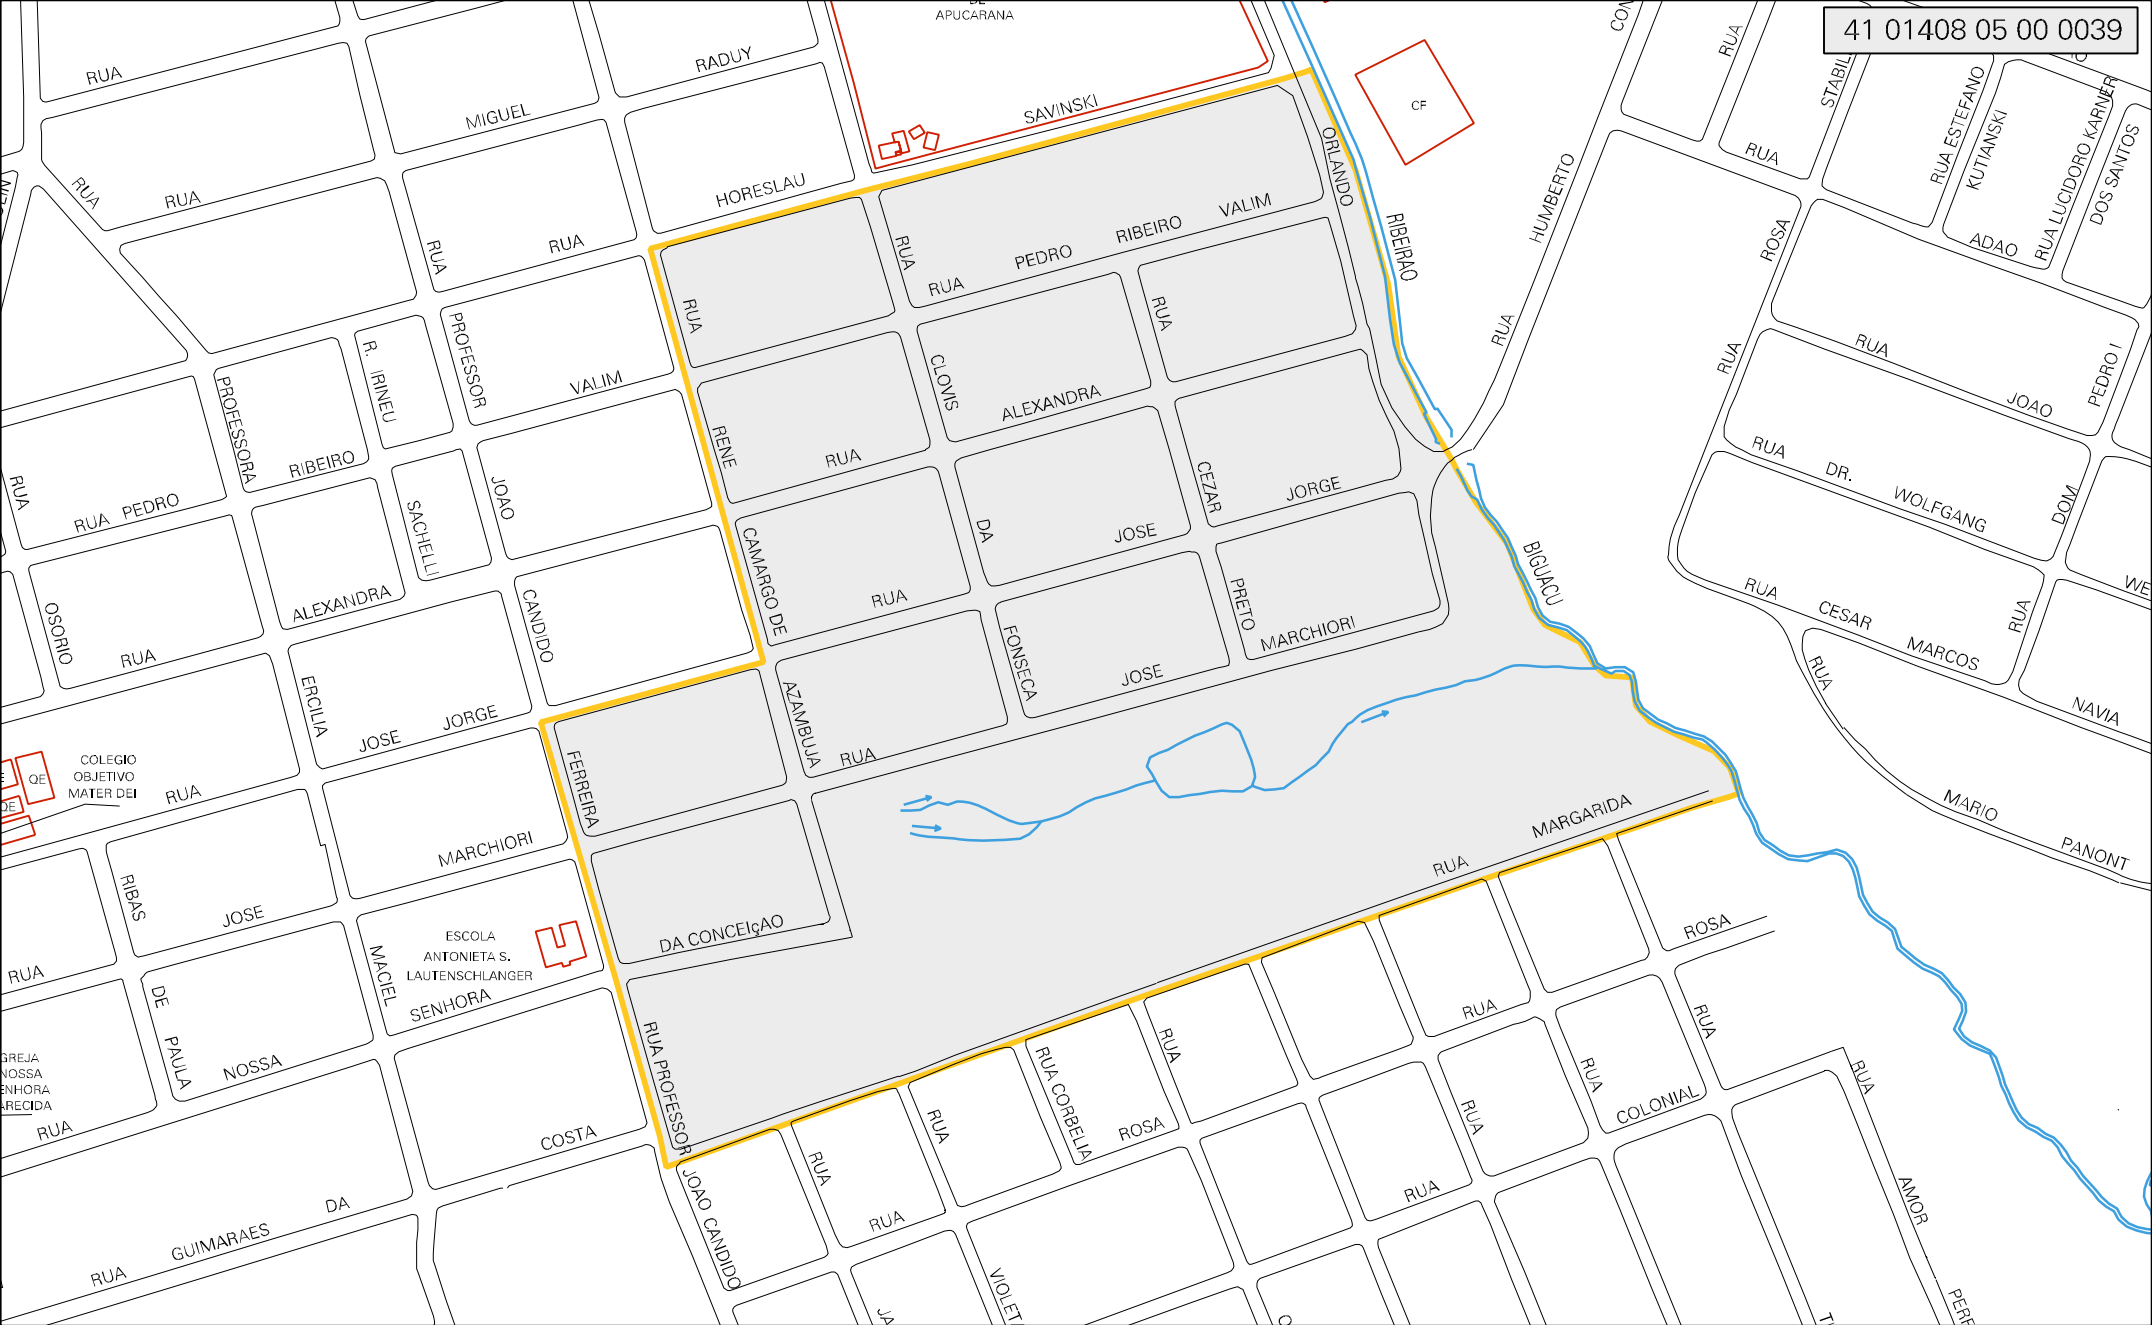 41 01408 05 00 0039
DE
APUCARANA
RUA
RADUY
MIGUEL
SAVINSKI
CF
ORLANDO
RUA
RUA
HORESLAU
RUA
RUA
RUA
PEDRO
RIBEIRO
VALIM
RUA
RIBEIRAO
HUMBERTO
RUA
RUA
STABIL
RUA
RUA ESTEFANO
KUTIANSKI
RUA LUCIDORO KARNER
DOS SANTOS
ADAO
ROSA
RUA
RUA
JOAO
PEDRO I
RUA
DR.
WOLFGANG
DOM
RUA
CESAR
MARCOS
RUA
NAVIA
RUA
MARIO
PANONT
BIGUACU
RUA
RUA
PROFESSOR
R.
IRINEU
VALIM
RENE
CLOVIS
ALEXANDRA
RUA
CEZAR
JORGE
PROFESSORA
RIBEIRO
RUA
RUA PEDRO
SACHELLI
JOAO
CAMARGO DE
DA
JOSE
RUA
PRETO
MARCHIORI
OSORIO
RUA
ALEXANDRA
CANDIDO
FONSECA
JOSE
AZAMBUJA
RUA
ERCILIA
JOSE
JORGE
COLEGIO
OBJETIVO
MATER DEI
QE
QE
RUA
FERREIRA
MARCHIORI
RIBAS
JOSE
MACIEL
ESCOLA
ANTONIETA S.
LAUTENSCHLANGER
SENHORA
DA CONCEIçAO
RUA
MARGARIDA
RUA
DE
PAULA
NOSSA
RUA
COSTA
RUA PROFESSOR
JOAO CANDIDO
GUIMARAES
DA
RUA
RUA
RUA
RUA
RUA CORBELIA
ROSA
RUA
VIOLET
RUA
RUA
RUA
RUA
COLONIAL
ROSA
RUA
RUA
AMOR